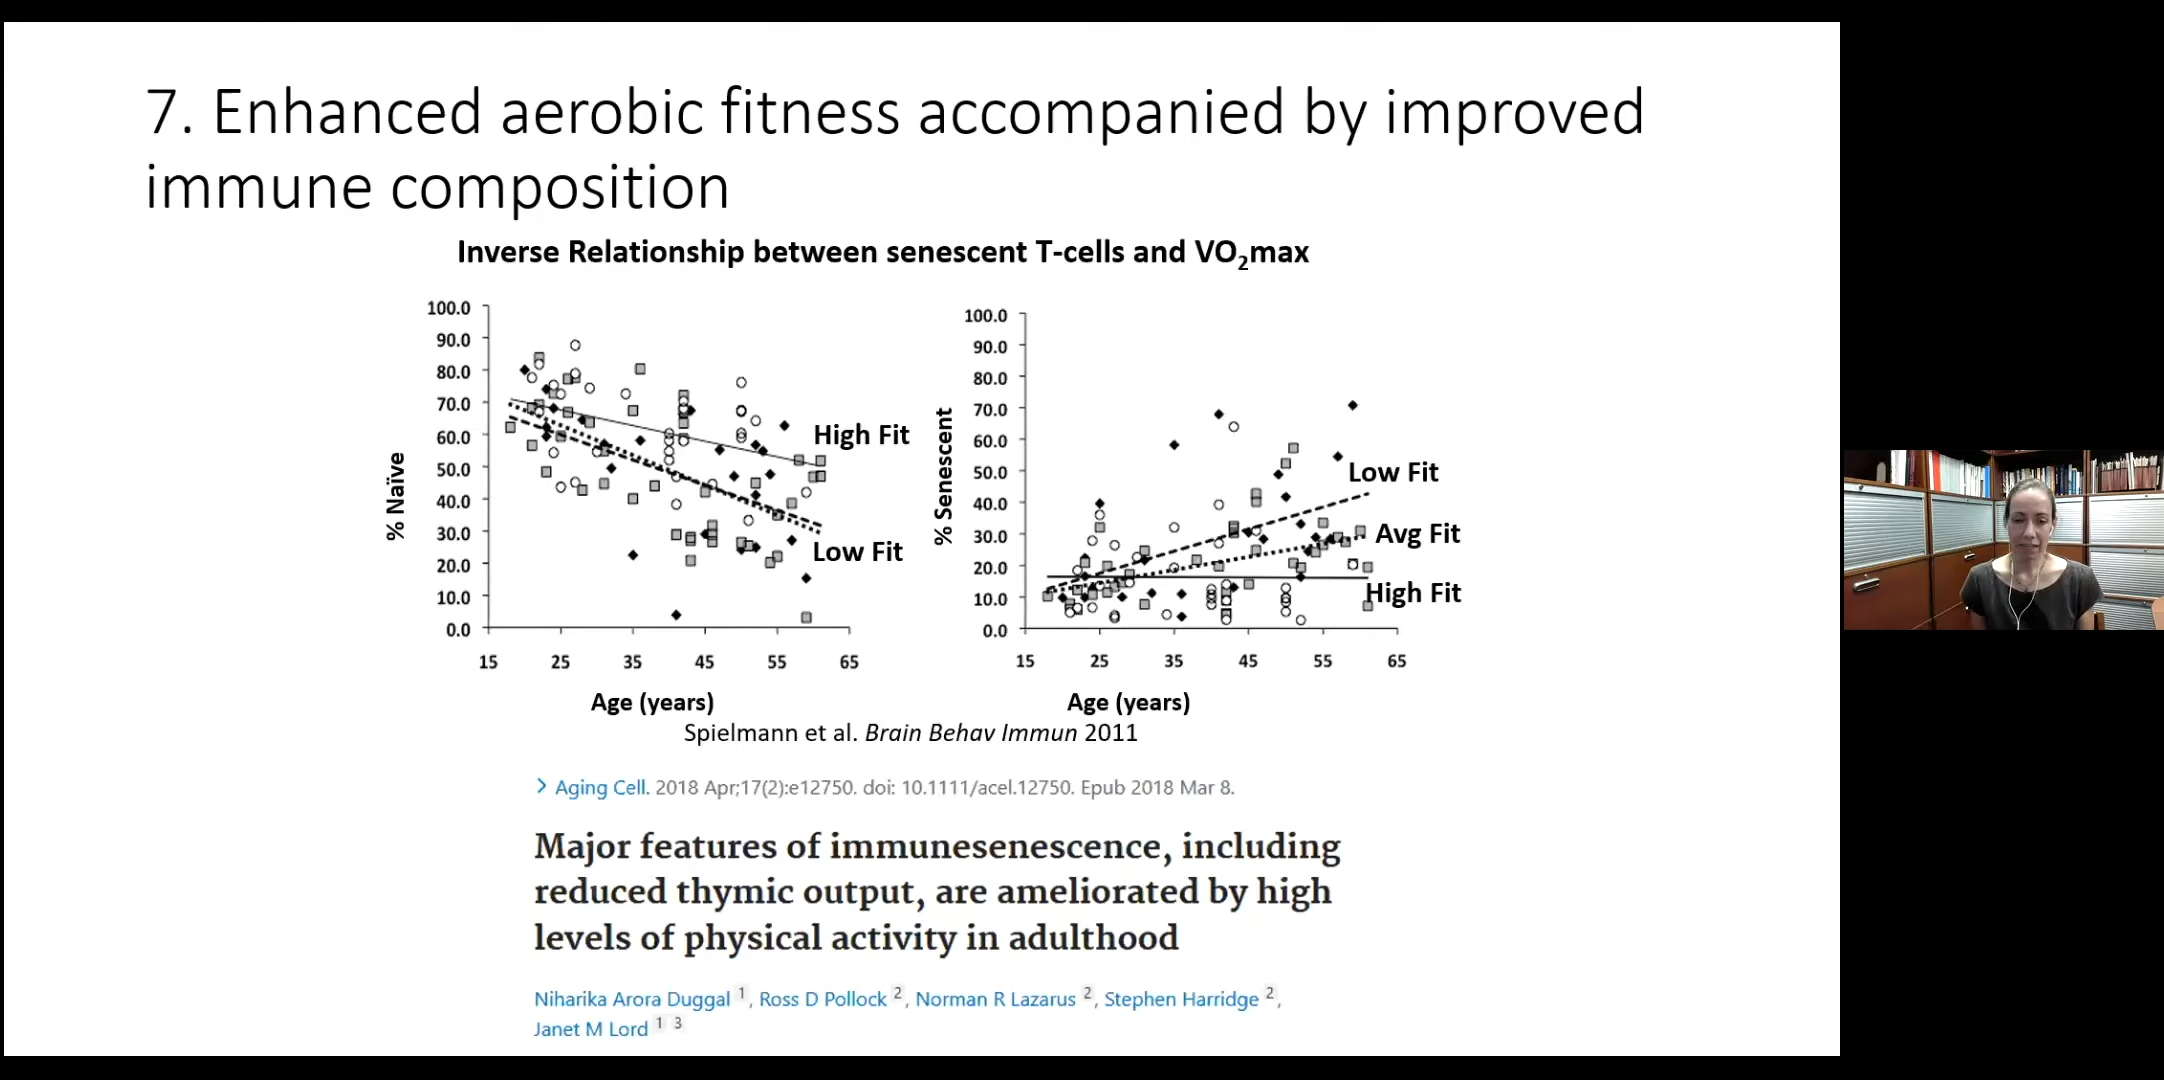 7. Enhanced aerobic fitness accompanied by improved
immune composition
Inverse Relationship between senescent T-cells and VO2max
100.0
90.0
80.0
70.0
60.0
50.0
40.0
30.0
20.0
10.0
0.0
% Naïve
High Fit
Low Fit
15 25 35 45 55 65
Age (years)
100.0
90.0
80.0
70.0
60.0
50.0
40.0
30.0
20.0
10.0
0.0
% Senescent
Low Fit
Avg Fit
High Fit
15 25 35 45 55 65
Age (years)
Spielmann et al. Brain Behav Immun 2011
> Aging Cell. 2018 Apr;17(2):e12750. doi: 10.1111/acel.12750. Epub 2018 Mar 8.
Major features of immunesenescence, including
reduced thymic output, are ameliorated by high
levels of physical activity in adulthood
Niharika Arora Duggal 1, Ross D Pollock 2, Norman R Lazarus 2, Stephen Harridge 2,
Janet M Lord 1 3